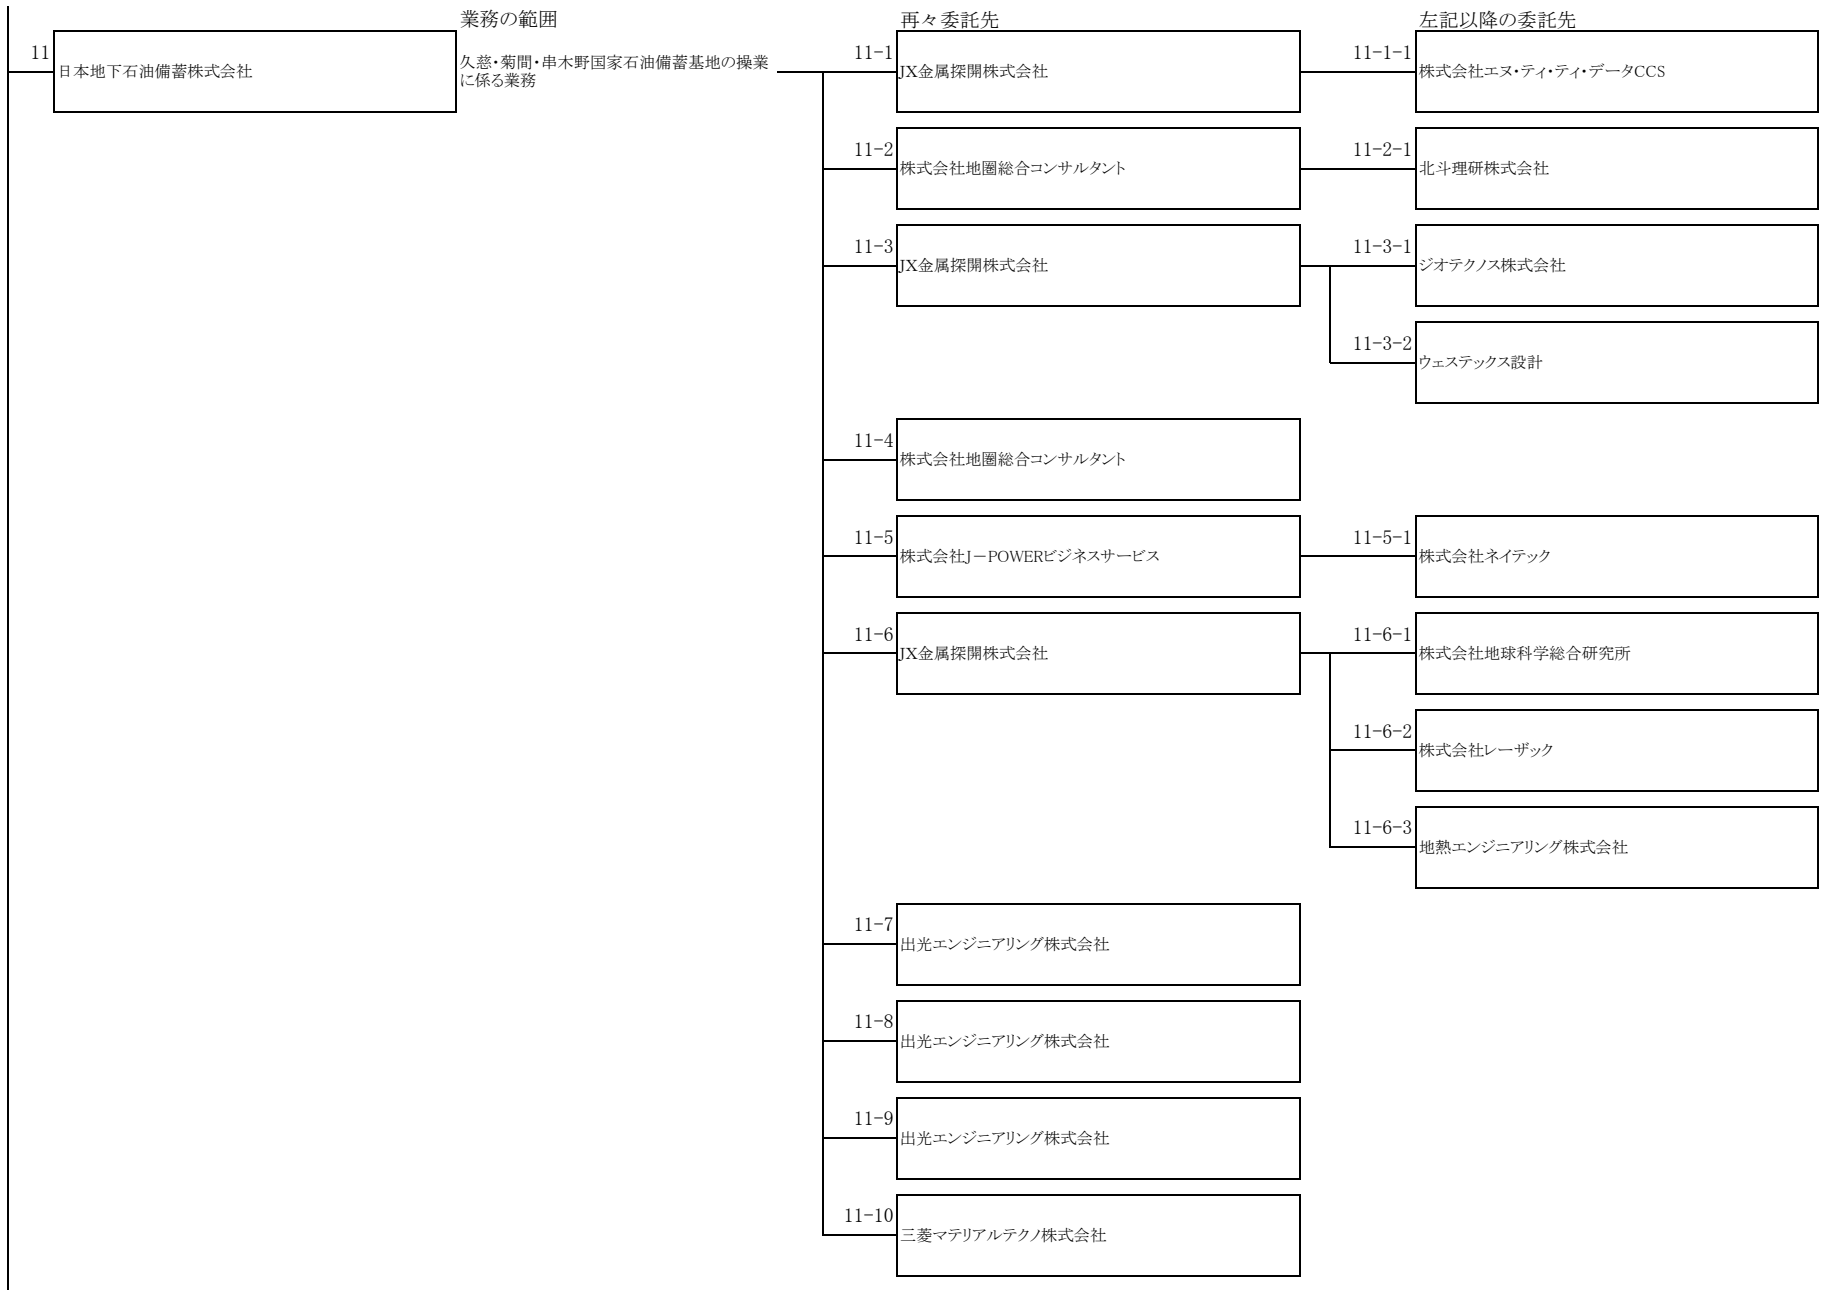 業務の範囲
再々委託先
左記以降の委託先
11
日本地下石油備蓄株式会社
久慈・菊間・串木野国家石油備蓄基地の操業
に係る業務
11-1
JX金属探開株式会社
11-1-1
株式会社エヌ・ティ・ティ・データCCS
11-2
株式会社地圏総合コンサルタント
11-2-1
北斗理研株式会社
11-3
JX金属探開株式会社
11-3-1
ジオテクノス株式会社
11-3-2
ウェステックス設計
11-4
株式会社地圏総合コンサルタント
11-5
株式会社J－POWERビジネスサービス
11-5-1
株式会社ネイテック
11-6
JX金属探開株式会社
11-6-1
株式会社地球科学総合研究所
11-6-2
株式会社レーザック
11-6-3
地熱エンジニアリング株式会社
11-7
出光エンジニアリング株式会社
11-8
出光エンジニアリング株式会社
11-9
出光エンジニアリング株式会社
11-10
三菱マテリアルテクノ株式会社